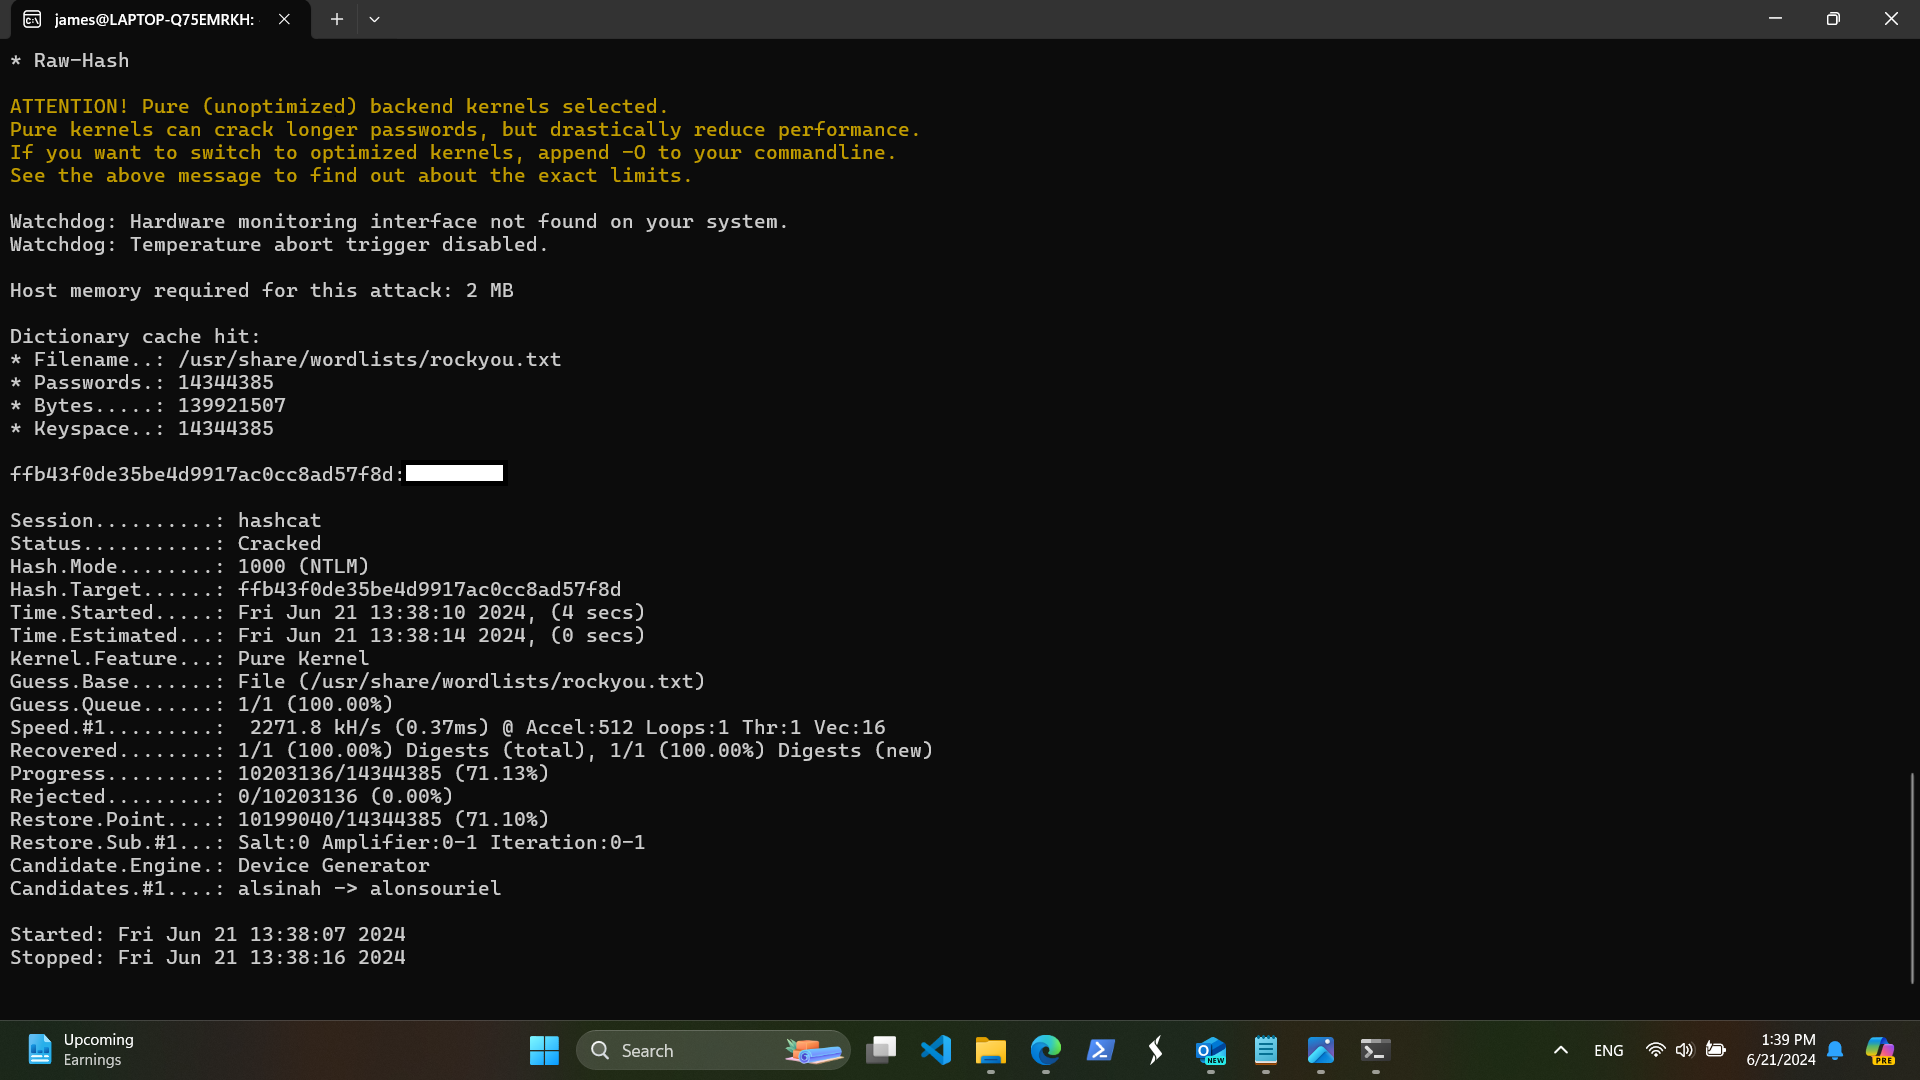 james@LAPTOP-Q75EMRKH:
* Raw-Hash
ATTENTION! Pure (unoptimized) backend kernels selected.
Pure kernels can crack longer passwords, but drastically reduce performance.
If you want to switch to optimized kernels, append -O to your commandline.
See the above message to find out about the exact limits.
Watchdog: Hardware monitoring interface not found on your system.
Watchdog: Temperature abort trigger disabled.
Host memory required for this attack: 2 MB
Dictionary cache hit:
* Filename..: /usr/share/wordlists/rockyou.txt
* Passwords.: 14344385
* Bytes.....: 139921507
* Keyspace..: 14344385
ffb43f0de35be4d9917ac0cc8ad57f8d:
Session..........: hashcat
Status...........: Cracked
Hash.Mode........: 1000 (NTLM)
Hash.Target......: ffb43f0de35be4d9917ac0cc8ad57f8d
Time.Started.....: Fri Jun 21 13:38:10 2024, (4 secs)
Time.Estimated...: Fri Jun 21 13:38:14 2024, (0 secs)
Kernel.Feature...: Pure Kernel
Guess.Base.......: File (/usr/share/wordlists/rockyou.txt)
Guess.Queue......: 1/1 (100.00%)
Speed.#1.........:  2271.8 kH/s (0.37ms) @ Accel:512 Loops:1 Thr:1 Vec:16
Recovered........: 1/1 (100.00%) Digests (total), 1/1 (100.00%) Digests (new)
Progress.........: 10203136/14344385 (71.13%)
Rejected.........: 0/10203136 (0.00%)
Restore.Point....: 10199040/14344385 (71.10%)
Restore.Sub.#1...: Salt:0 Amplifier:0-1 Iteration:0-1
Candidate.Engine.: Device Generator
Candidates.#1....: alsinah -> alonsouriel
Started: Fri Jun 21 13:38:07 2024
Stopped: Fri Jun 21 13:38:16 2024
Upcoming
Earnings
Search
NEW
ENG
1:39 PM
6/21/2024
PRE